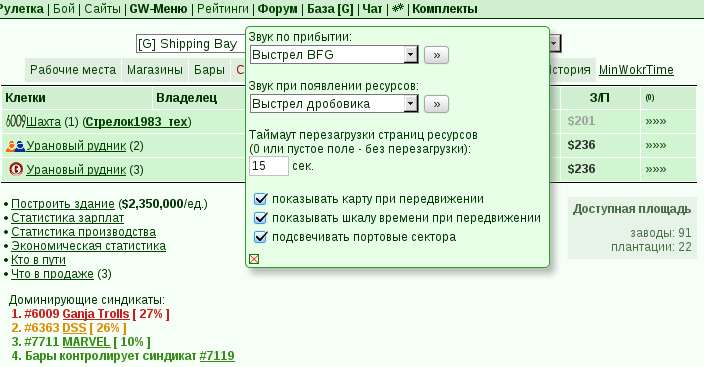 Рулетка | Бой | Сайты | GW-Меню | Рейтинги | Форум | База [G] | Чат | ** | Комплекты
[G] Shipping Bay
Рабочие места Магазины Бары С История MinWokrTime
Звук по прибытии:
Выстрел BFG »
Звук при появлении ресурсов:
Выстрел дробовика »
Таймаут перезагрузки страниц ресурсов
(0 или пустое поле - без перезагрузки):
15 сек.
показывать карту при передвижении
показывать шкалу времени при передвижении
подсвечивать портовые сектора
Клетки Владелец З/П (0)
6009 Шахта (1) (Стрелок1983_тех) $201 »»»
Урановый рудник (2) $236 »»»
Урановый рудник (3) $236 »»»
• Построить здание ($2,350,000/ед.)
• Статистика зарплат
• Статистика производства
• Экономическая статистика
• Кто в пути
• Что в продаже (3)
Доступная площадь
заводы: 91
плантации: 22
Доминирующие синдикаты:
1. #6009 Ganja Trolls [ 27% ]
2. #6363 DSS [ 26% ]
3. #7711 MARVEL [ 10% ]
4. Бары контролирует синдикат #7119